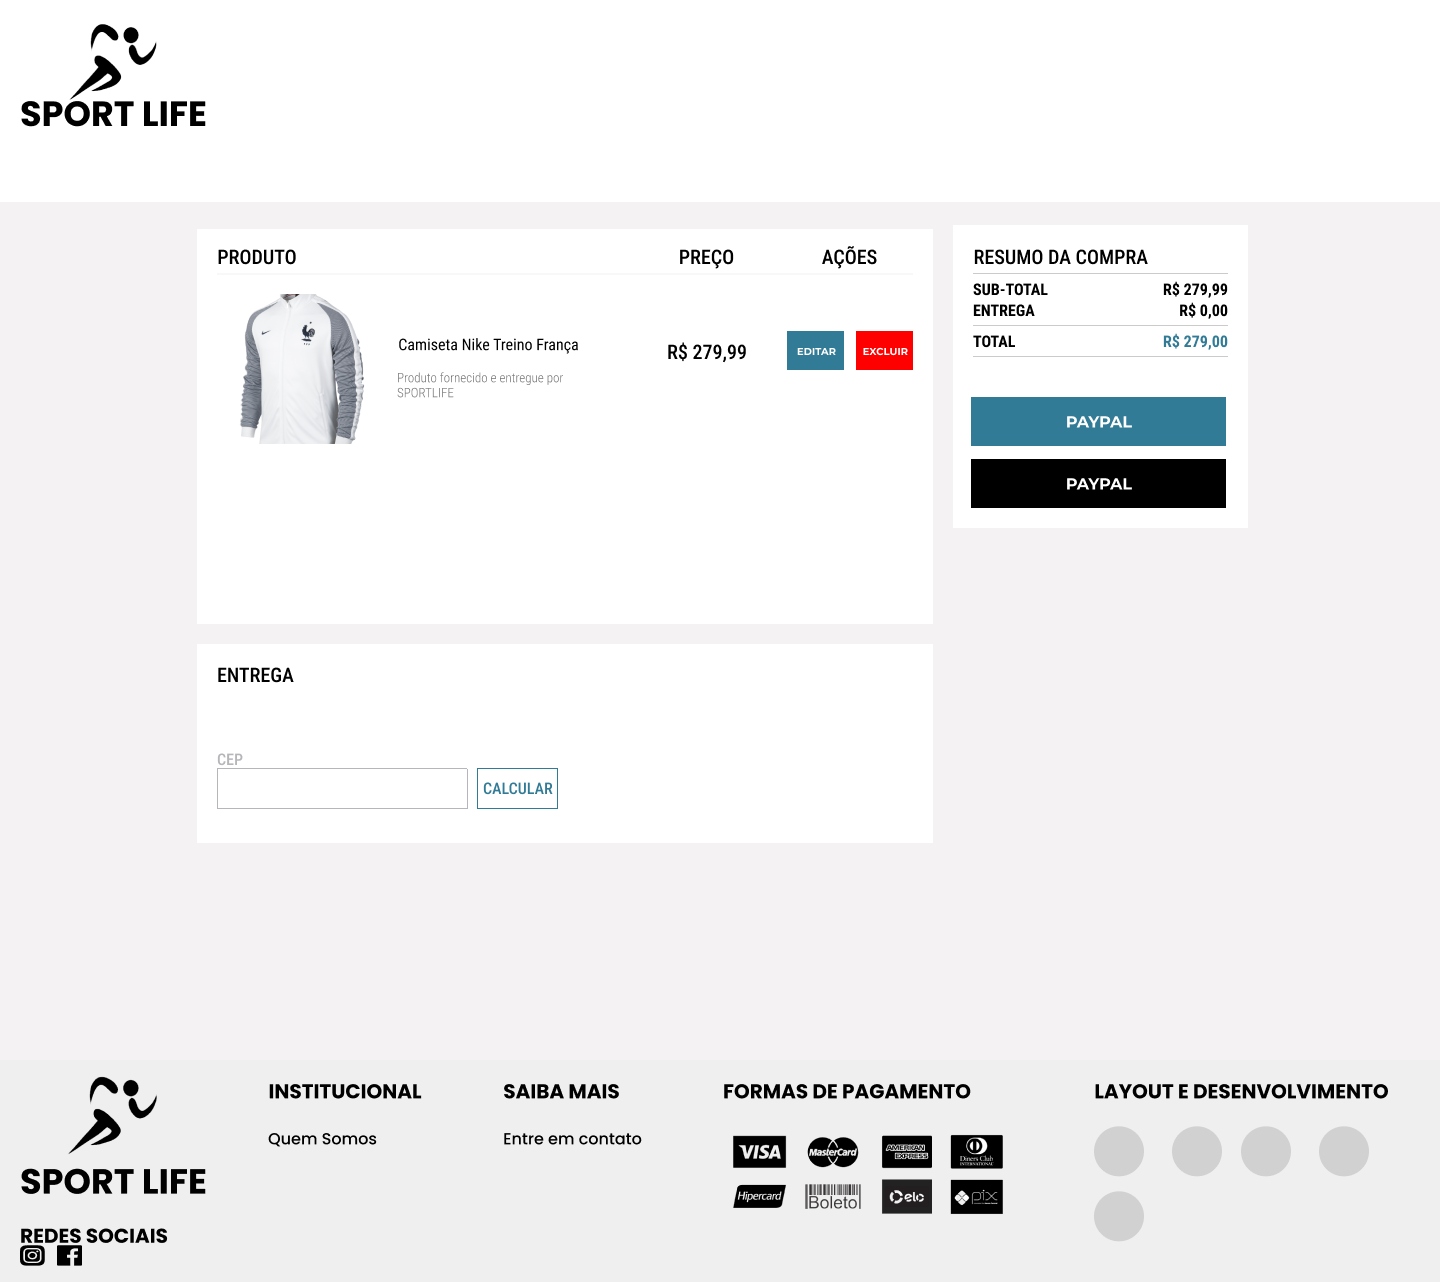 SPORT LIFE
PRODUTO
PREÇO
AÇÕES
Camiseta Nike Treino França
Produto fornecido e entregue por
SPORTLIFE
R$ 279,99
EDITAR
EXCLUIR
RESUMO DA COMPRA
SUB-TOTAL
R$ 279,99
ENTREGA
R$ 0,00
TOTAL
R$ 279,00
PAYPAL
PAYPAL
ENTREGA
CEP
CALCULAR
SPORT LIFE
REDES SOCIAIS
INSTITUCIONAL
Quem Somos
SAIBA MAIS
Entre em contato
FORMAS DE PAGAMENTO
VISA
MasterCard
AMERICAN
EXPRESS
Diners Club
INTERNATIONAL
Hipercard
Boleto
elo
pix
LAYOUT E DESENVOLVIMENTO